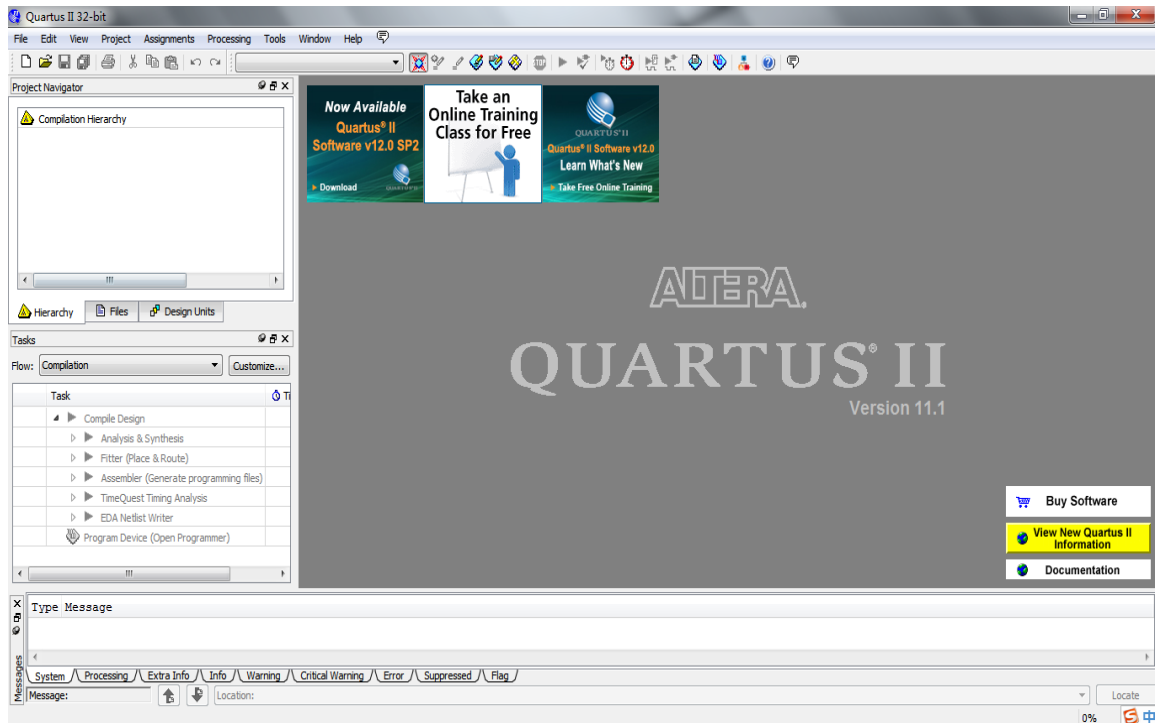 Quartus II 32-bit
File Edit View Project Assignments Processing Tools Window Help
Project Navigator
Compilation Hierarchy
Hierarchy Files Design Units
Tasks
Flow: Compilation Customize...
Task Ti
Compile Design
Analysis & Synthesis
Fitter (Place & Route)
Assembler (Generate programming files)
TimeQuest Timing Analysis
EDA Netlist Writer
Program Device (Open Programmer)
Now Available
Quartus® II
Software v12.0 SP2
Download
Take an
Online Training
Class for Free
QUARTUS®II
Quartus® II Software v12.0
Learn What's New
Take Free Online Training
ALTERA
QUARTUS® II
Version 11.1
Buy Software
View New Quartus II
Information
Documentation
Type Message
Messages
System Processing Extra Info Info Warning Critical Warning Error Suppressed Flag
Message: Location: Locate
0% S 中